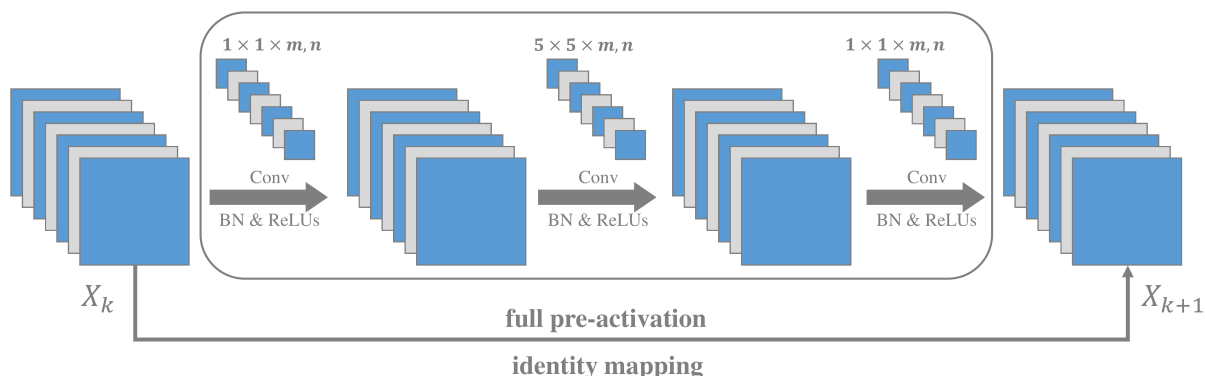 1 × 1 × m, n
5 × 5 × m, n
1 × 1 × m, n
Conv
BN & ReLUs
Conv
BN & ReLUs
Conv
BN & ReLUs
X_k
X_{k+1}
full pre-activation
identity mapping